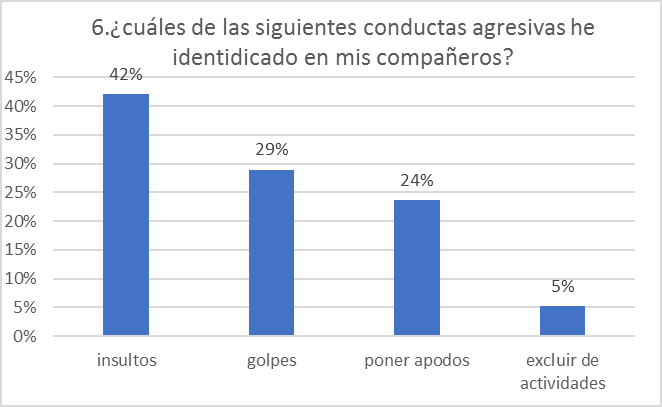 6.¿cuáles de las siguientes conductas agresivas he
identidicado en mis compañeros?
45%
40%
35%
30%
25%
20%
15%
10%
5%
0%
42%
29%
24%
5%
insultos
golpes
poner apodos
excluir de
actividades